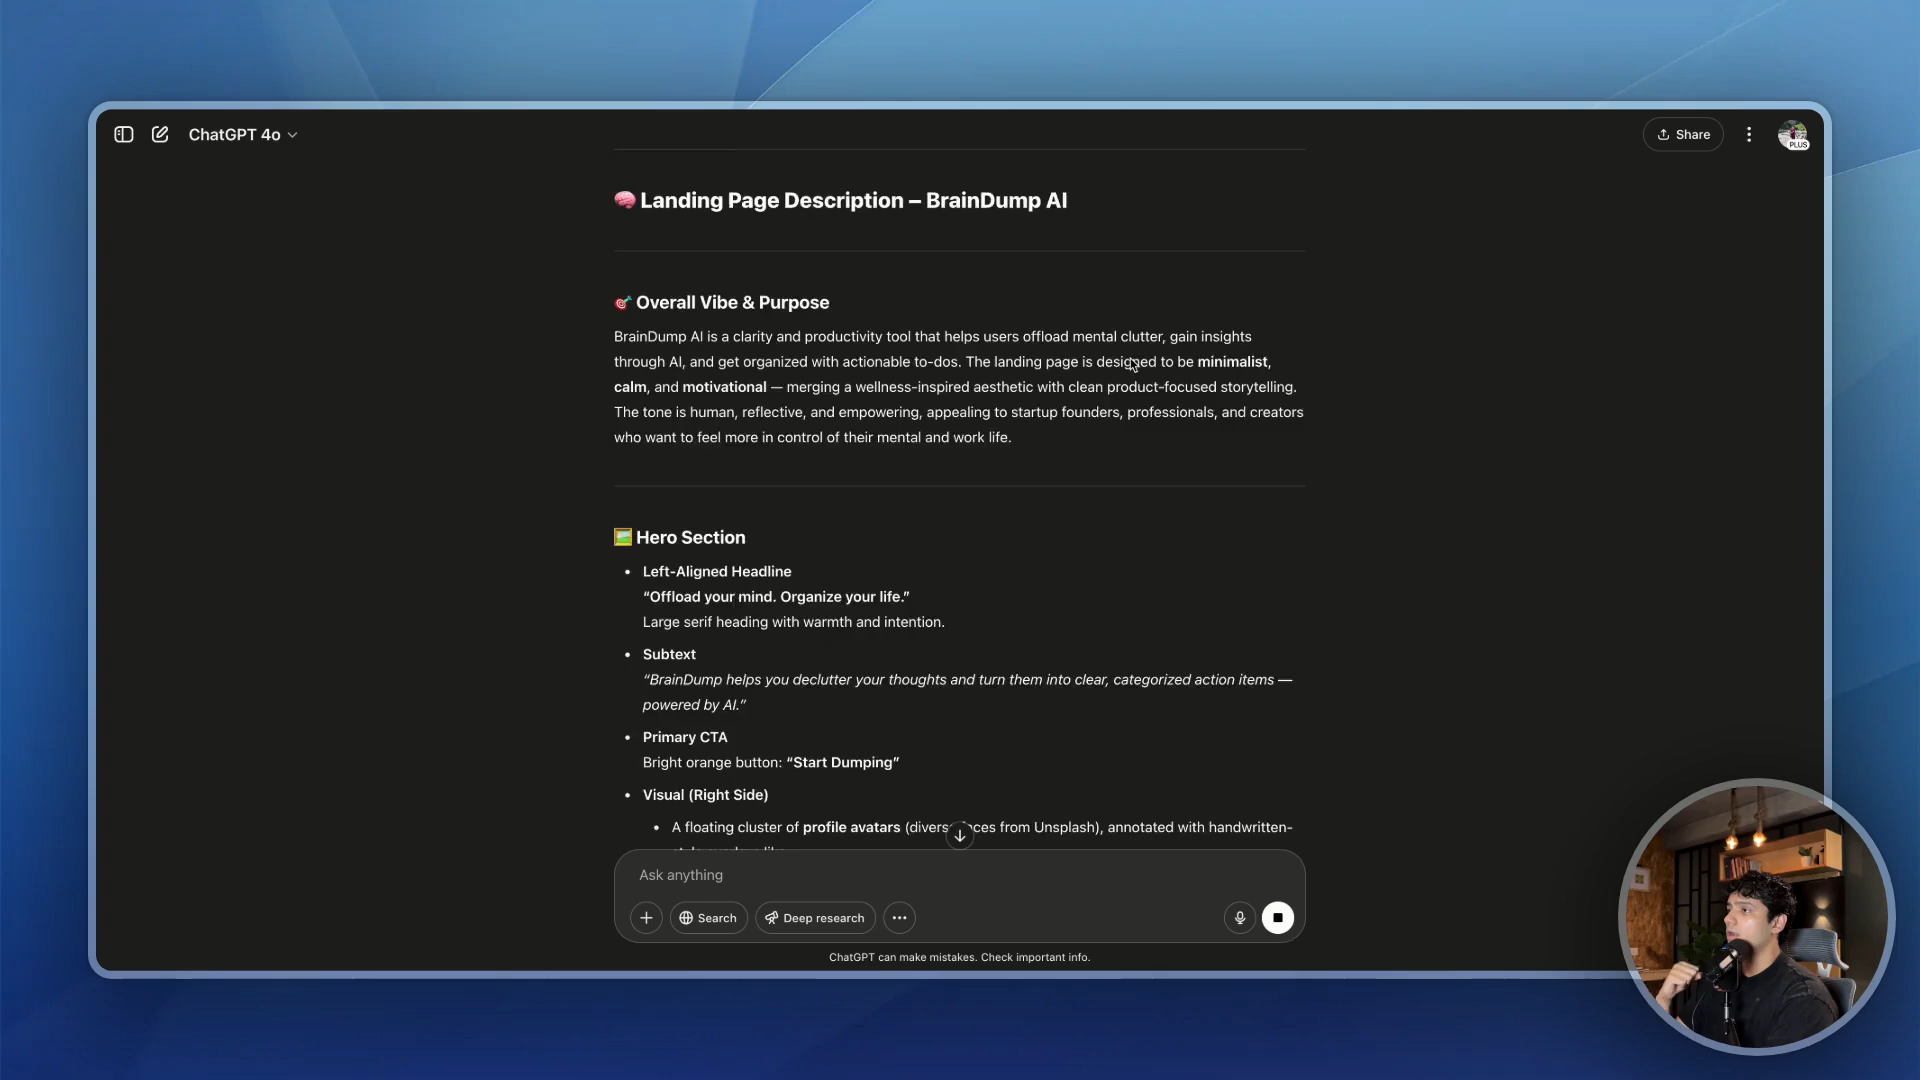 ChatGPT 4o
Share
PLUS
🧠 Landing Page Description – BrainDump AI
🎯 Overall Vibe & Purpose
BrainDump AI is a clarity and productivity tool that helps users offload mental clutter, gain insights
through AI, and get organized with actionable to-dos. The landing page is designed to be minimalist,
calm, and motivational — merging a wellness-inspired aesthetic with clean product-focused storytelling.
The tone is human, reflective, and empowering, appealing to startup founders, professionals, and creators
who want to feel more in control of their mental and work life.
🖼️ Hero Section
• Left-Aligned Headline
“Offload your mind. Organize your life.”
Large serif heading with warmth and intention.
• Subtext
“BrainDump helps you declutter your thoughts and turn them into clear, categorized action items —
powered by AI.”
• Primary CTA
Bright orange button: “Start Dumping”
• Visual (Right Side)
• A floating cluster of profile avatars from Unsplash), annotated with handwritten-
Ask anything
Search
Deep research
ChatGPT can make mistakes. Check important info.